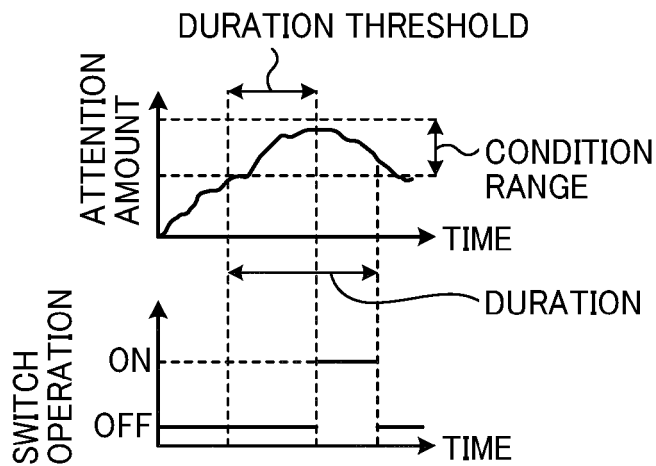 DURATION THRESHOLD
ATTENTION
AMOUNT
CONDITION
RANGE
TIME
DURATION
SWITCH
OPERATION
ON
OFF
TIME